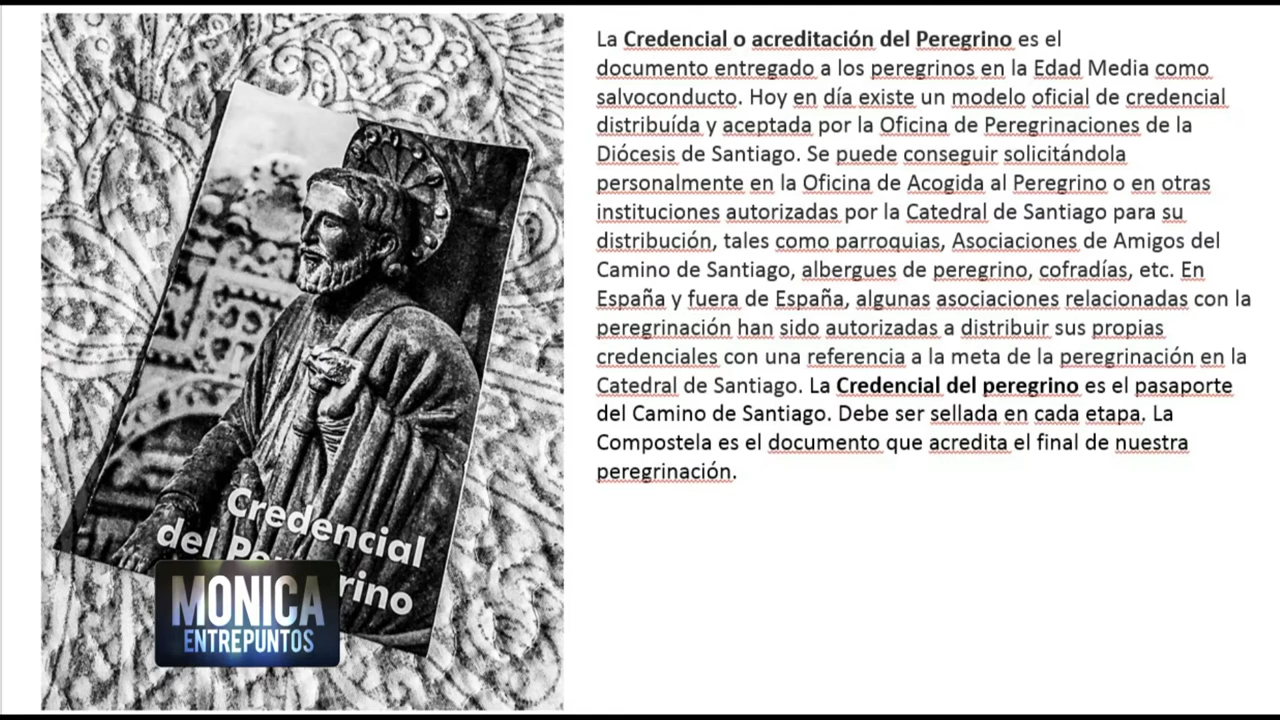 La Credencial o acreditación del Peregrino es el
documento entregado a los peregrinos en la Edad Media como
salvoconducto. Hoy en día existe un modelo oficial de credencial
distribuída y aceptada por la Oficina de Peregrinaciones de la
Diócesis de Santiago. Se puede conseguir solicitándola
personalmente en la Oficina de Acogida al Peregrino o en otras
instituciones autorizadas por la Catedral de Santiago para su
distribución, tales como parroquias, Asociaciones de Amigos del
Camino de Santiago, albergues de peregrino, cofradías, etc. En
España y fuera de España, algunas asociaciones relacionadas con la
peregrinación han sido autorizadas a distribuir sus propias
credenciales con una referencia a la meta de la peregrinación en la
Catedral de Santiago. La Credencial del peregrino es el pasaporte
del Camino de Santiago. Debe ser sellada en cada etapa. La
Compostela es el documento que acredita el final de nuestra
peregrinación.
Credencial
del Peregrino
MONICA
ENTREPUNTOS